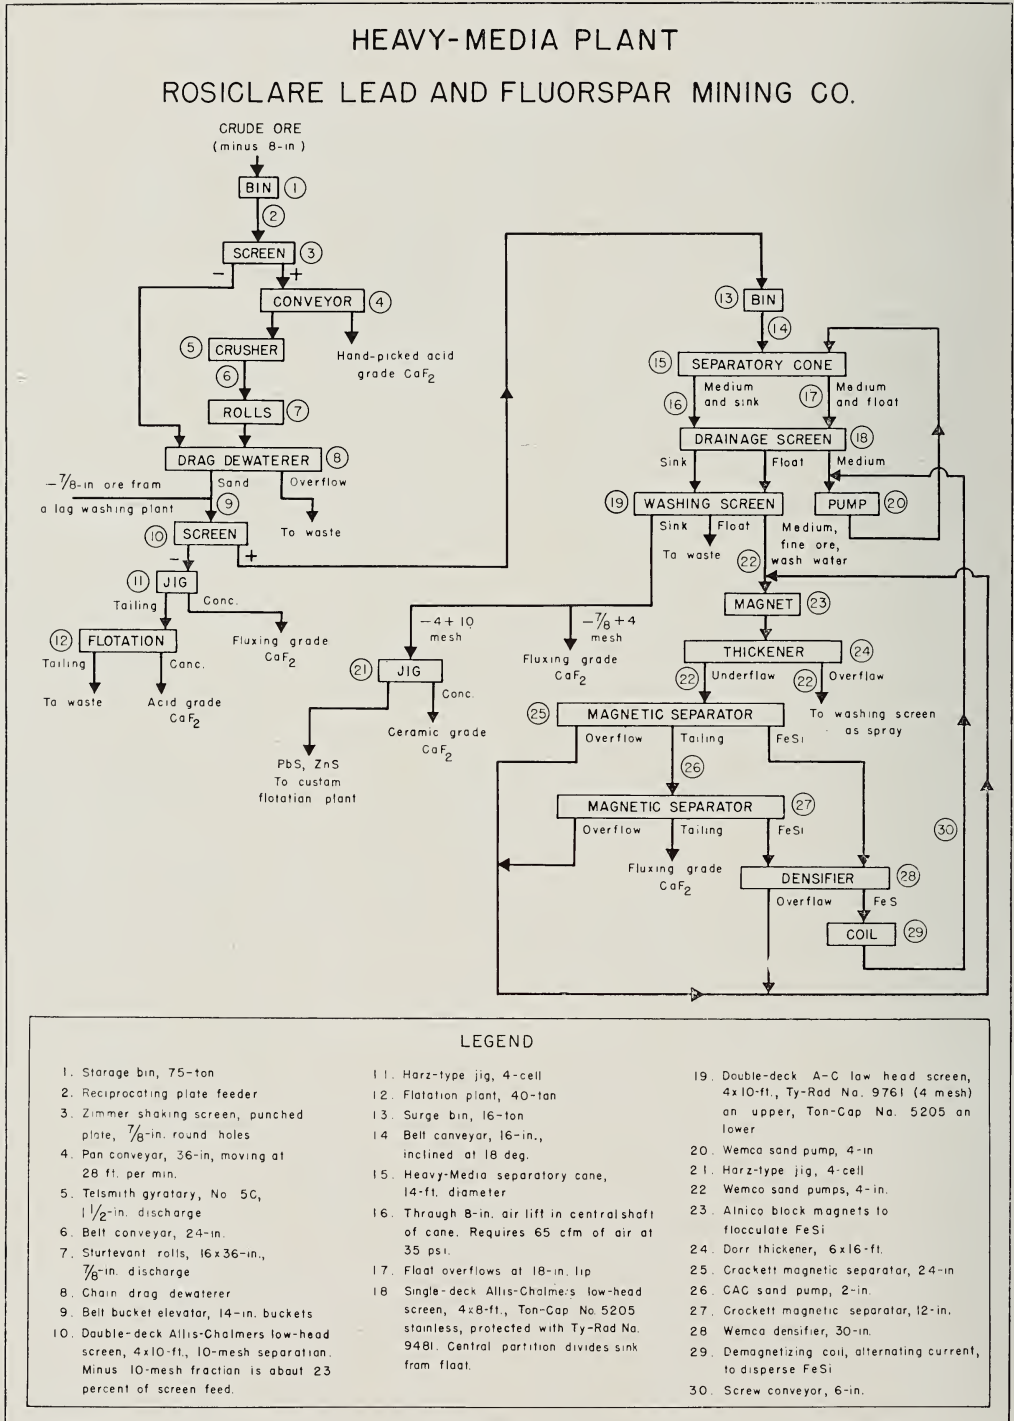 HEAVY-MEDIA PLANT
ROSICLARE LEAD AND FLUORSPAR MINING CO.
CRUDE ORE
(minus 8-in)
BIN 1
2
SCREEN 3
− +
CONVEYOR 4
5 CRUSHER
Hand-picked acid
grade CaF2
6
ROLLS 7
DRAG DEWATERER 8
−7/8-in ore from
a log washing plant
Sand Overflow
9
To waste
10 SCREEN
− +
11 JIG
Tailing Conc.
12 FLOTATION
Fluxing grade
CaF2
Tailing Conc.
To waste
Acid grade
CaF2
13 BIN
14
15 SEPARATORY CONE
Medium
and sink
16
17
Medium
and float
DRAINAGE SCREEN 18
Sink Float Medium
19 WASHING SCREEN
PUMP 20
Sink Float
To waste
Medium,
fine ore,
wash water
22
MAGNET 23
−4+10
mesh
−7/8+4
mesh
Fluxing grade
CaF2
21 JIG
Conc.
Ceramic grade
CaF2
PbS, ZnS
To custom
flotation plant
THICKENER 24
Underflow Overflow
22 22
To washing screen
as spray
25 MAGNETIC SEPARATOR
Overflow Tailing FeSi
26
MAGNETIC SEPARATOR 27
Overflow Tailing FeSi
Fluxing grade
CaF2
30
DENSIFIER 28
Overflow FeS
COIL 29
LEGEND
1. Storage bin, 75-ton
2. Reciprocating plate feeder
3. Zimmer shaking screen, punched
plate, 7/8-in. round holes
4. Pan conveyor, 36-in, moving at
28 ft. per min.
5. Telsmith gyratary, No 5C,
1 1/2-in. discharge
6. Belt conveyor, 24-in.
7. Sturtevant rolls, 16x36-in.,
7/8-in. discharge
8. Chain drag dewaterer
9. Belt bucket elevator, 14-in. buckets
10. Double-deck Allis-Chalmers low-head
screen, 4x10-ft., 10-mesh separation.
Minus 10-mesh fraction is about 23
percent of screen feed.
11. Harz-type jig, 4-cell
12. Flotation plant, 40-ton
13. Surge bin, 16-ton
14 Belt conveyor, 16-in.,
inclined at 18 deg.
15. Heavy-Media separatory cone,
14-ft. diameter
16. Through 8-in. air lift in central shaft
of cone. Requires 65 cfm of air at
35 psi.
17. Float overflows at 18-in. lip
18 Single-deck Allis-Chalmers low-head
screen, 4x8-ft., Ton-Cap No. 5205
stainless, protected with Ty-Rad No.
9481. Central partition divides sink
from float.
19. Double-deck A-C low head screen,
4x10-ft., Ty-Rad No. 9761 (4 mesh)
on upper, Ton-Cap No. 5205 on
lower
20. Wemco sand pump, 4-in
21. Harz-type jig, 4-cell
22 Wemco sand pumps, 4-in.
23. Alnico block magnets to
flocculate FeSi
24. Dorr thickener, 6x16-ft.
25. Crockett magnetic separator, 24-in
26. CAC sand pump, 2-in.
27. Crockett magnetic separator, 12-in.
28 Wemco densifier, 30-in.
29. Demagnetizing coil, alternating current,
to disperse FeSi
30. Screw conveyor, 6-in.